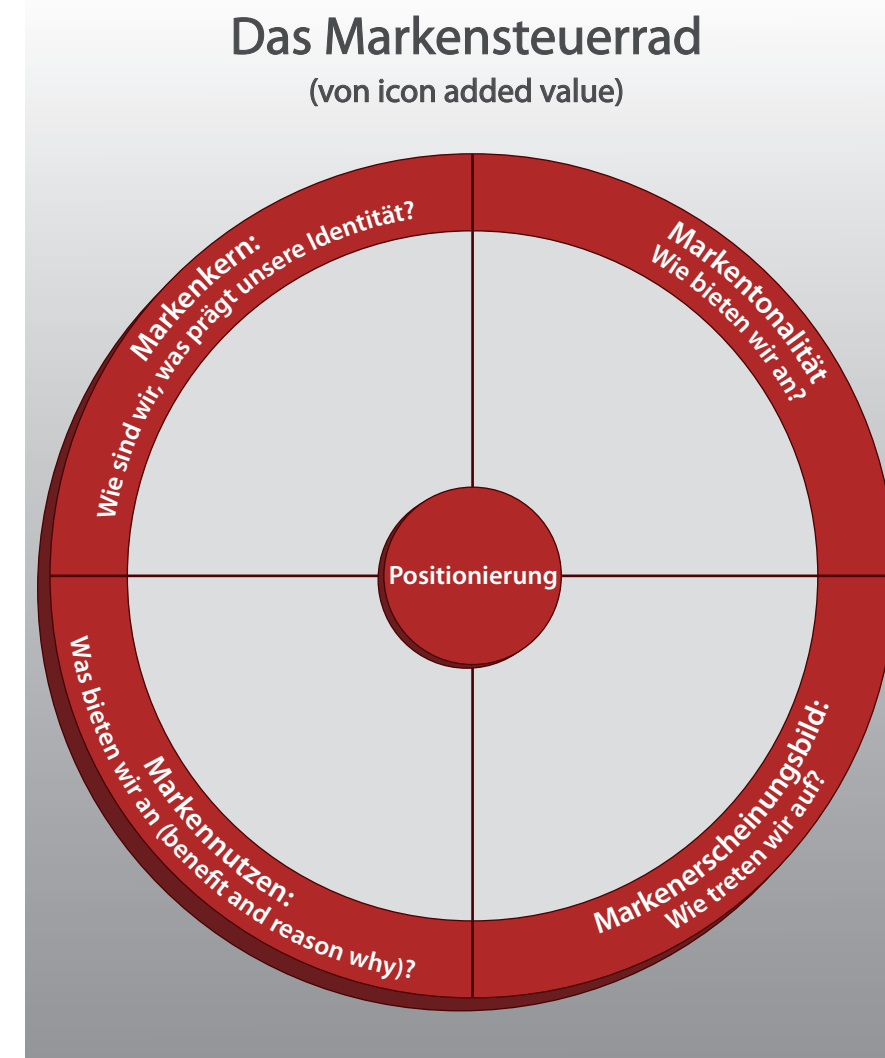 Das Markensteuerrad
(von icon added value)
Markenkern:
Wie sind wir, was prägt unsere Identität?
Markentonalität
Wie bieten wir an?
Positionierung
Markennutzen:
Was bieten wir an (benefit and reason why)?
Markenerscheinungsbild:
Wie treten wir auf?